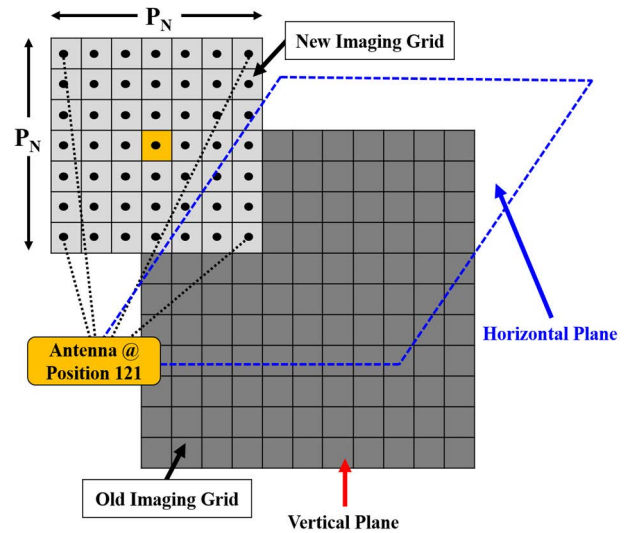 P_N
New Imaging Grid
P_N
Horizontal Plane
Antenna @
Position 121
Old Imaging Grid
Vertical Plane